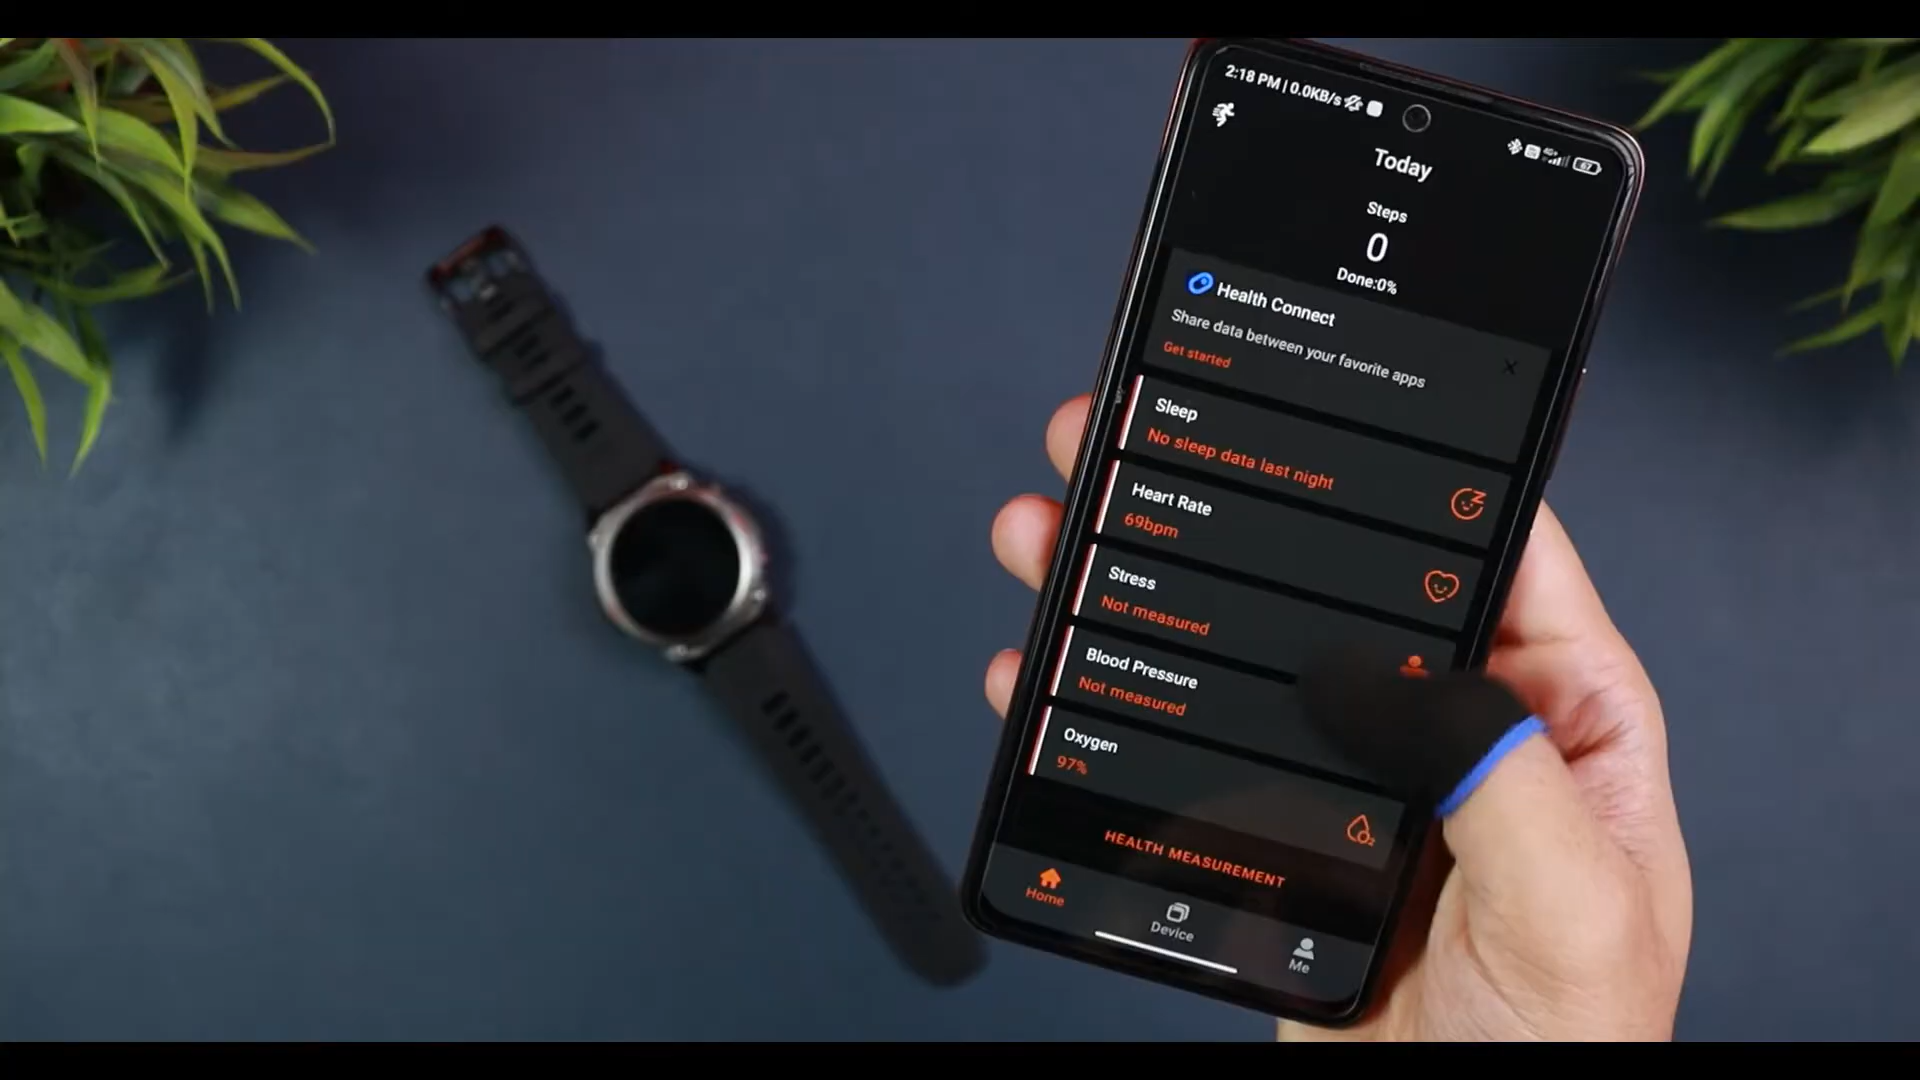 2:18 PM | 0.0KB/s
4G+
67
Today
Steps
0
Done:0%
Health Connect
Share data between your favorite apps
Get started
Sleep
No sleep data last night
Heart Rate
69bpm
Stress
Not measured
Blood Pressure
Not measured
Oxygen
97%
HEALTH MEASUREMENT
Home
Device
Me